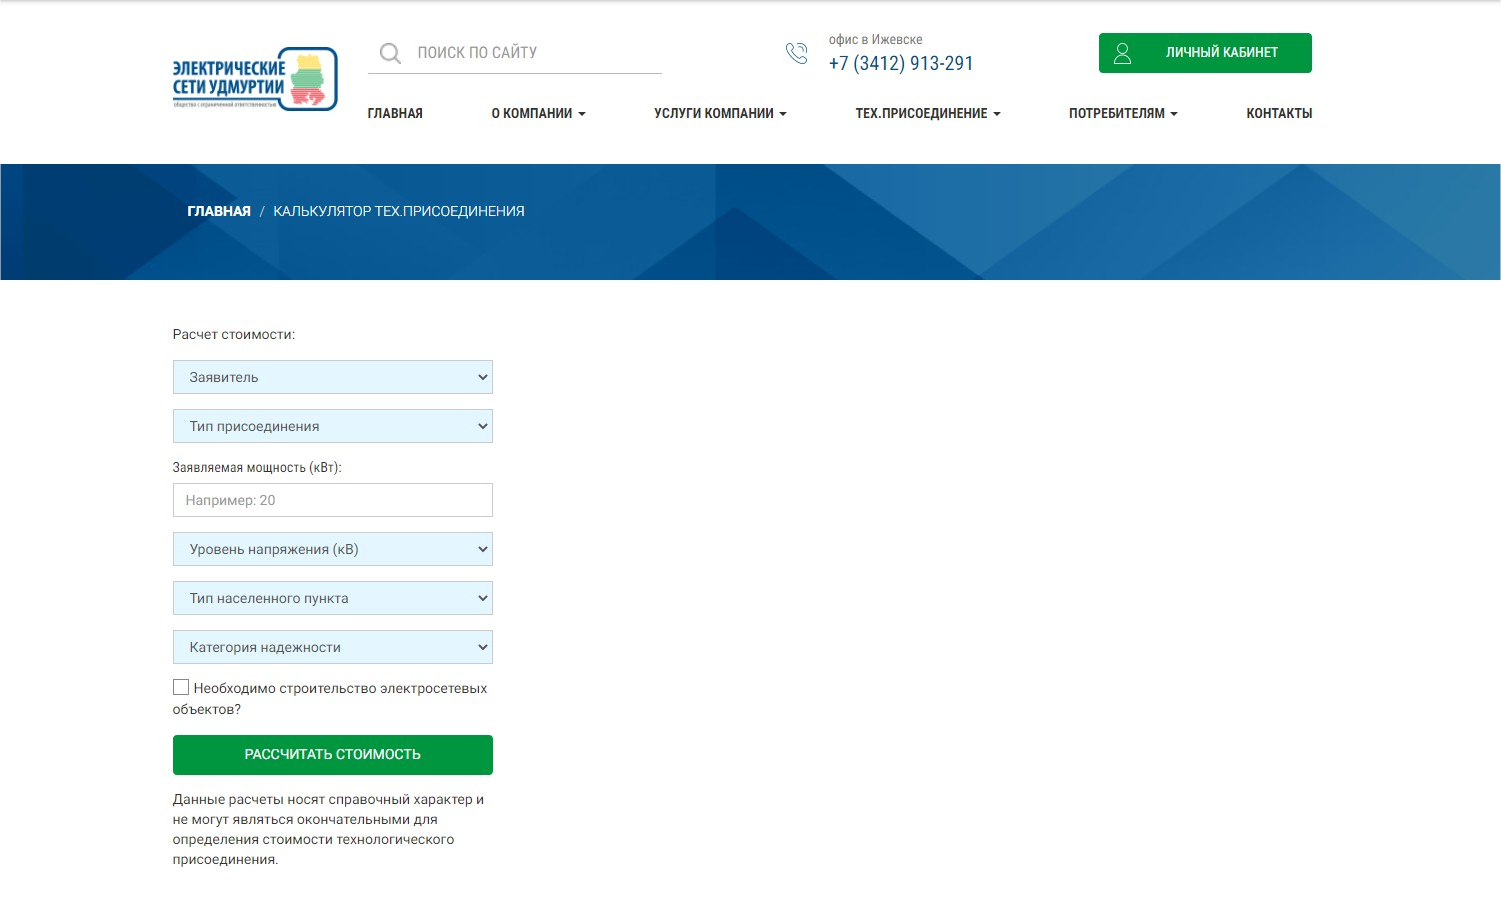 ЭЛЕКТРИЧЕСКИЕ
СЕТИ УДМУРТИИ
общество с ограниченной ответственностью
ПОИСК ПО САЙТУ
офис в Ижевске
+7 (3412) 913-291
ЛИЧНЫЙ КАБИНЕТ
ГЛАВНАЯ О КОМПАНИИ УСЛУГИ КОМПАНИИ ТЕХ.ПРИСОЕДИНЕНИЕ ПОТРЕБИТЕЛЯМ КОНТАКТЫ
ГЛАВНАЯ / КАЛЬКУЛЯТОР ТЕХ.ПРИСОЕДИНЕНИЯ
Расчет стоимости:
Заявитель
Тип присоединения
Заявляемая мощность (кВт):
Например: 20
Уровень напряжения (кВ)
Тип населенного пункта
Категория надежности
Необходимо строительство электросетевых
объектов?
РАССЧИТАТЬ СТОИМОСТЬ
Данные расчеты носят справочный характер и
не могут являться окончательными для
определения стоимости технологического
присоединения.